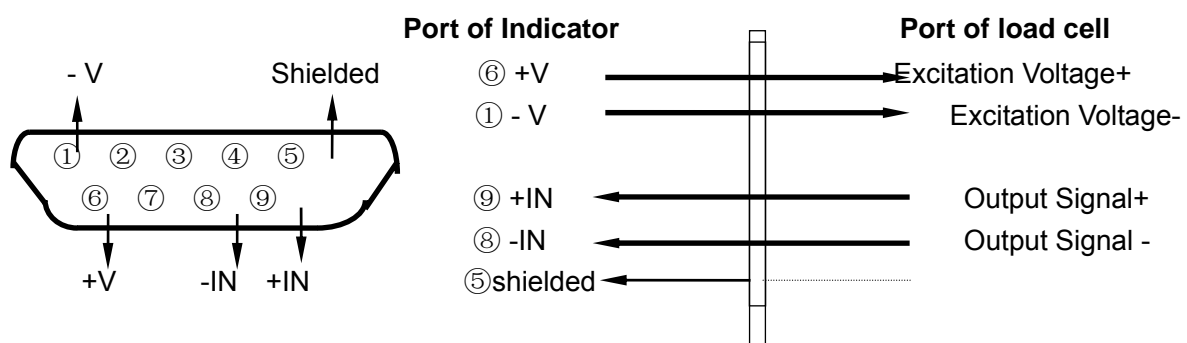 Port of Indicator
Port of load cell
- V
Shielded
⑥ +V
Excitation Voltage+
① - V
Excitation Voltage-
① ② ③ ④ ⑤
⑥ ⑦ ⑧ ⑨
⑨ +IN
Output Signal+
⑧ -IN
Output Signal -
+V
-IN
+IN
⑤shielded